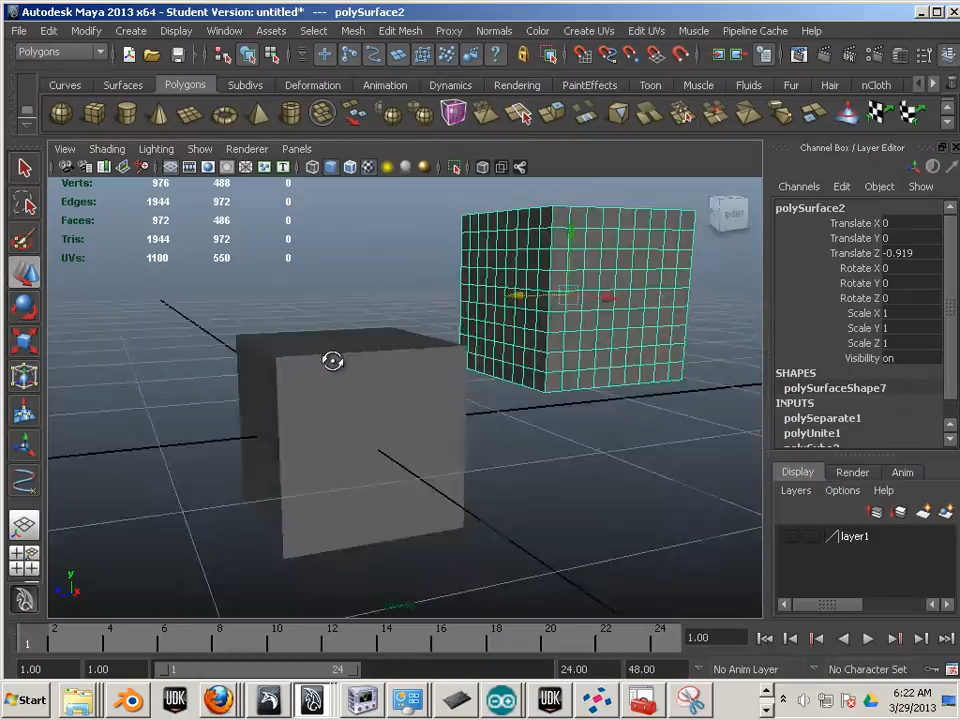 Autodesk Maya 2013 x64 - Student Version: untitled* --- polySurface2
File Edit Modify Create Display Window Assets Select Mesh Edit Mesh Proxy Normals Color Create UVs Edit UVs Muscle Pipeline Cache Help
Polygons
Curves Surfaces Polygons Subdivs Deformation Animation Dynamics Rendering PaintEffects Toon Muscle Fluids Fur Hair nCloth
View Shading Lighting Show Renderer Panels
Channel Box / Layer Editor
Channels Edit Object Show
Verts: 976 488 0
Edges: 1944 972 0
Faces: 972 486 0
Tris: 1944 972 0
UVs: 1100 550 0
RIGHT
polySurface2
Translate X 0
Translate Y 0
Translate Z -0.919
Rotate X 0
Rotate Y 0
Rotate Z 0
Scale X 1
Scale Y 1
Scale Z 1
Visibility on
SHAPES
polySurfaceShape7
INPUTS
polySeparate1
polyUnite1
Display Render Anim
Layers Options Help
layer1
y
x
persp
1 2 4 6 8 10 12 14 16 18 20 22 24
1.00
1.00 1.00 1 24 24.00 48.00 No Anim Layer No Character Set
Start
UDK
UDK
6:22 AM
3/29/2013